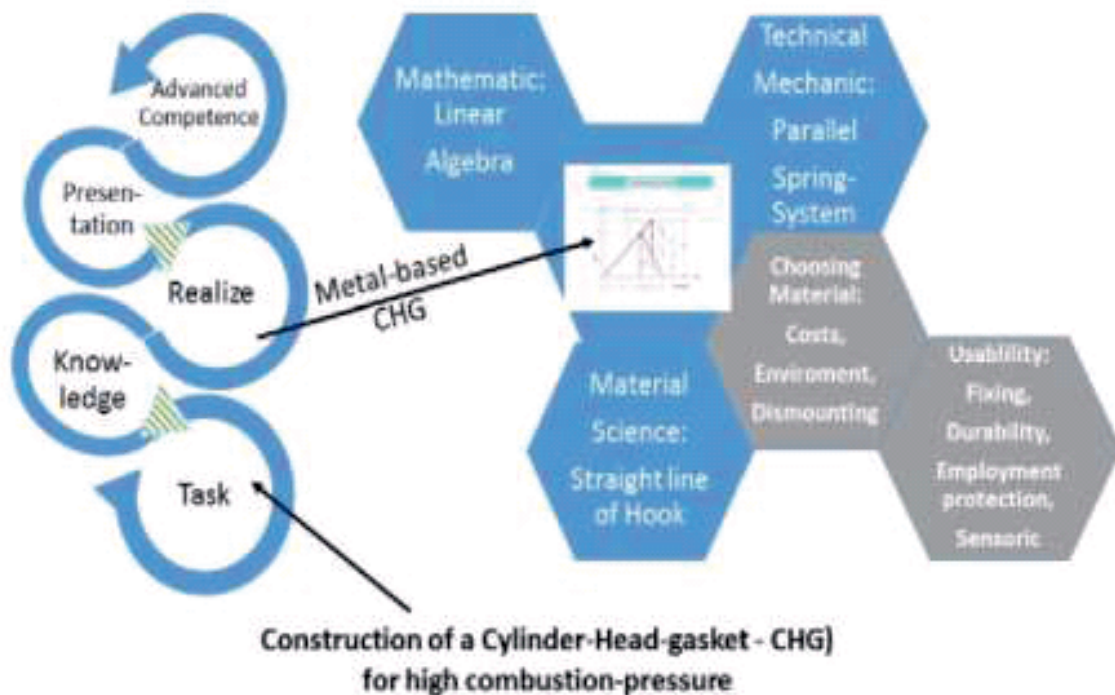 Advanced
Competence
Presen-
tation
Realize
Know-
ledge
Task
Metal-based
CHG
Mathematic:
Linear
Algebra
Technical
Mechanic:
Parallel
Spring-
System
Choosing
Material:
Costs,
Enviroment,
Dismounting
Material
Science:
Straight line
of Hook
Usablility:
Fixing,
Durability,
Employment
protection,
Sensoric
Construction of a Cylinder-Head-gasket - CHG)
for high combustion-pressure